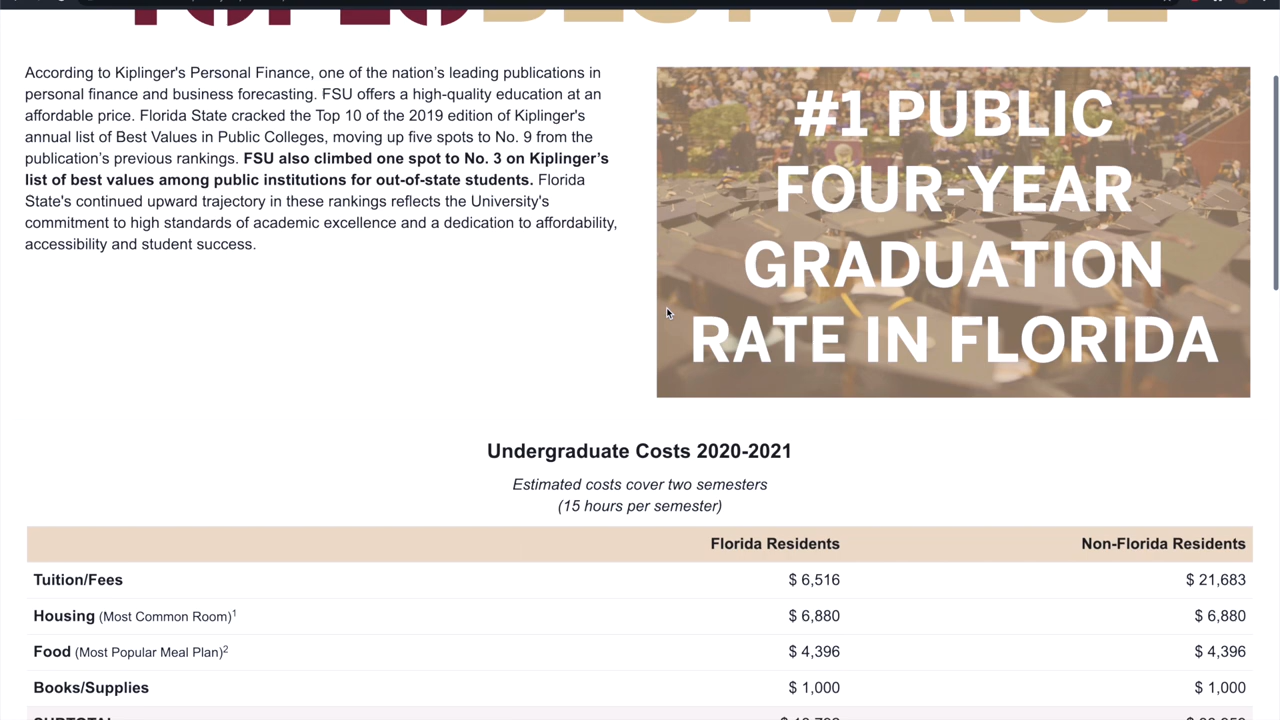 According to Kiplinger's Personal Finance, one of the nation's leading publications in
personal finance and business forecasting. FSU offers a high-quality education at an
affordable price. Florida State cracked the Top 10 of the 2019 edition of Kiplinger's
annual list of Best Values in Public Colleges, moving up five spots to No. 9 from the
publication's previous rankings. FSU also climbed one spot to No. 3 on Kiplinger's
list of best values among public institutions for out-of-state students. Florida
State's continued upward trajectory in these rankings reflects the University's
commitment to high standards of academic excellence and a dedication to affordability,
accessibility and student success.
#1 PUBLIC
FOUR-YEAR
GRADUATION
RATE IN FLORIDA
Undergraduate Costs 2020-2021
Estimated costs cover two semesters
(15 hours per semester)
Florida Residents Non-Florida Residents
Tuition/Fees $ 6,516 $ 21,683
Housing (Most Common Room)1 $ 6,880 $ 6,880
Food (Most Popular Meal Plan)2 $ 4,396 $ 4,396
Books/Supplies $ 1,000 $ 1,000